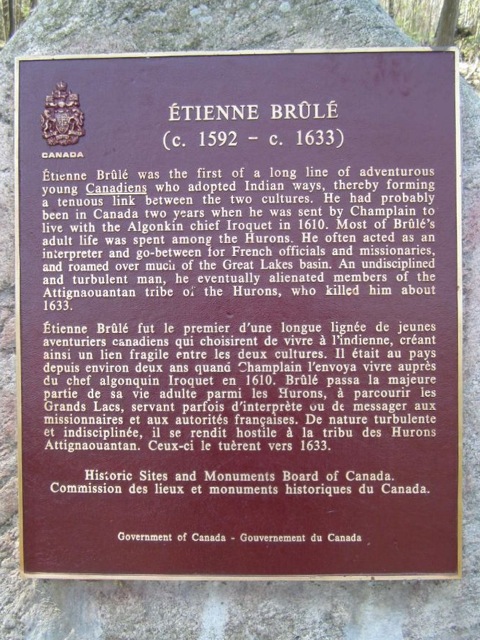 CANADA
ÉTIENNE BRÛLÉ
(c. 1592 – c. 1633)
Étienne Brûlé was the first of a long line of adventurous
young Canadiens who adopted Indian ways, thereby forming
a tenuous link between the two cultures. He had probably
been in Canada two years when he was sent by Champlain to
live with the Algonkin chief Iroquet in 1610. Most of Brûlé's
adult life was spent among the Hurons. He often acted as an
interpreter and go-between for French officials and missionaries,
and roamed over much of the Great Lakes basin. An undisciplined
and turbulent man, he eventually alienated members of the
Attignaouantan tribe of the Hurons, who killed him about
1633.
Étienne Brûlé fut le premier d'une longue lignée de jeunes
aventuriers canadiens qui choisirent de vivre à l'indienne, créant
ainsi un lien fragile entre les deux cultures. Il était au pays
depuis environ deux ans quand Champlain l'envoya vivre auprès
du chef algonquin Iroquet en 1610. Brûlé passa la majeure
partie de sa vie adulte parmi les Hurons, à parcourir les
Grands Lacs, servant parfois d'interprète ou de messager aux
missionnaires et aux autorités françaises. De nature turbulente
et indisciplinée, il se rendit hostile à la tribu des Hurons
Attignaouantan. Ceux-ci le tuèrent vers 1633.
Historic Sites and Monuments Board of Canada.
Commission des lieux et monuments historiques du Canada.
Government of Canada - Gouvernement du Canada